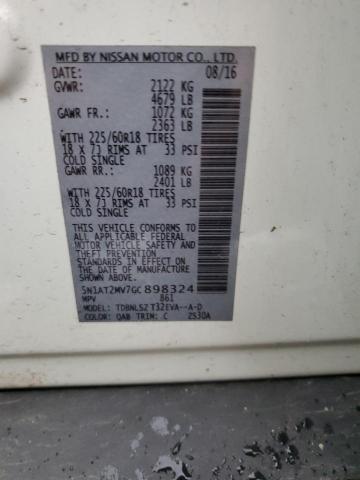 MFD BY NISSAN MOTOR CO., LTD.
DATE: 08/16
GVWR: 2122 KG
4679 LB
GAWR FR.: 1072 KG
2363 LB
WITH 225/60R18 TIRES
18 X 7J RIMS AT 33 PSI
COLD SINGLE
GAWR RR.: 1089 KG
2401 LB
WITH 225/60R18 TIRES
18 X 7J RIMS AT 33 PSI
COLD SINGLE
THIS VEHICLE CONFORMS TO
ALL APPLICABLE FEDERAL
MOTOR VEHICLE SAFETY
AND THEFT PREVENTION
STANDARDS IN EFFECT ON
THE DATE OF MANUFACTURE
SHOWN ABOVE.
5N1AT2MV7GC898324
MPV 861
MODEL: TDBNLSZ T32EVA--A-D
COLOR: QAB TRIM: C ZS30A